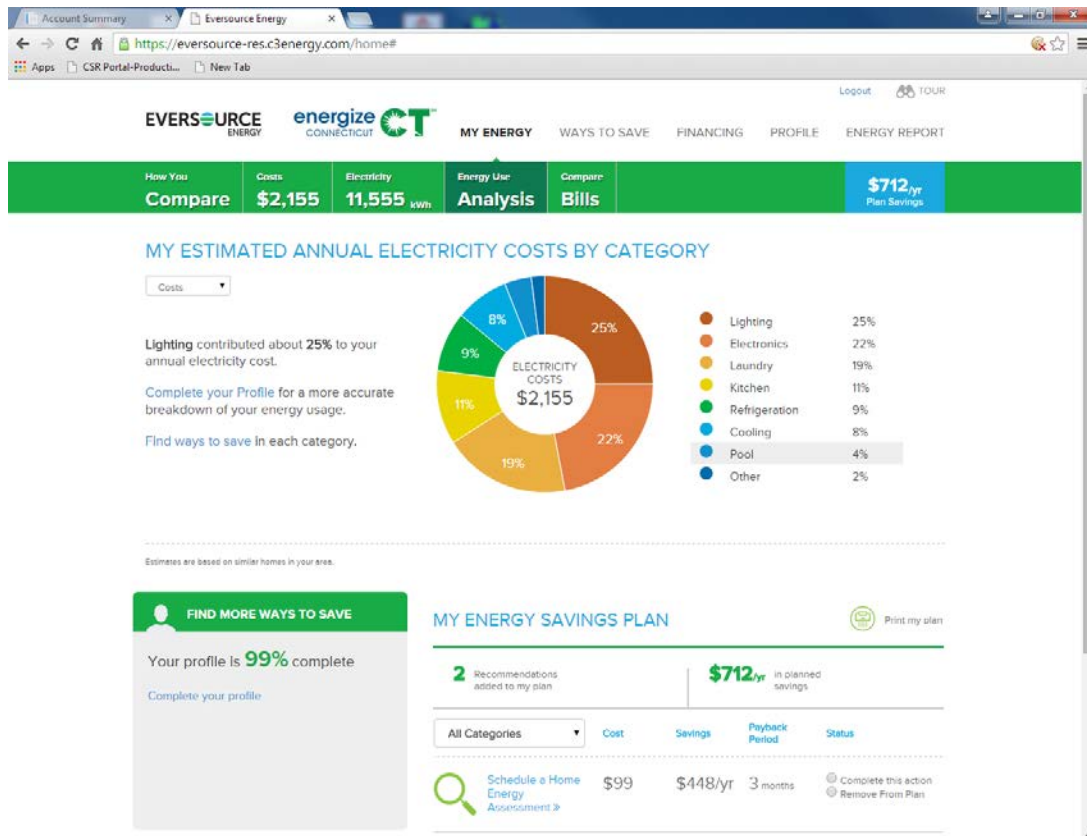 Account Summary
Eversource Energy
https://eversource-res.c3energy.com/home#
Apps CSR Portal-Producti... New Tab
Logout TOUR
EVERSOURCE
ENERGY
energize CT
CONNECTICUT
MY ENERGY WAYS TO SAVE FINANCING PROFILE ENERGY REPORT
How You Costs Electricity Energy Use Compare
Compare $2,155 11,555 kWh Analysis Bills
$712/yr
Plan Savings
MY ESTIMATED ANNUAL ELECTRICITY COSTS BY CATEGORY
Costs
Lighting contributed about 25% to your
annual electricity cost.
Complete your Profile for a more accurate
breakdown of your energy usage.
Find ways to save in each category.
8%
25%
9%
ELECTRICITY
COSTS
$2,155
11%
22%
19%
Lighting 25%
Electronics 22%
Laundry 19%
Kitchen 11%
Refrigeration 9%
Cooling 8%
Pool 4%
Other 2%
Estimates are based on similar homes in your area.
FIND MORE WAYS TO SAVE
Your profile is 99% complete
Complete your profile
MY ENERGY SAVINGS PLAN
Print my plan
2 Recommendations
added to my plan
$712/yr in planned
savings
All Categories Cost Savings Payback
Period Status
Schedule a Home
Energy
Assessment »
$99 $448/yr 3 months
Complete this action
Remove From Plan